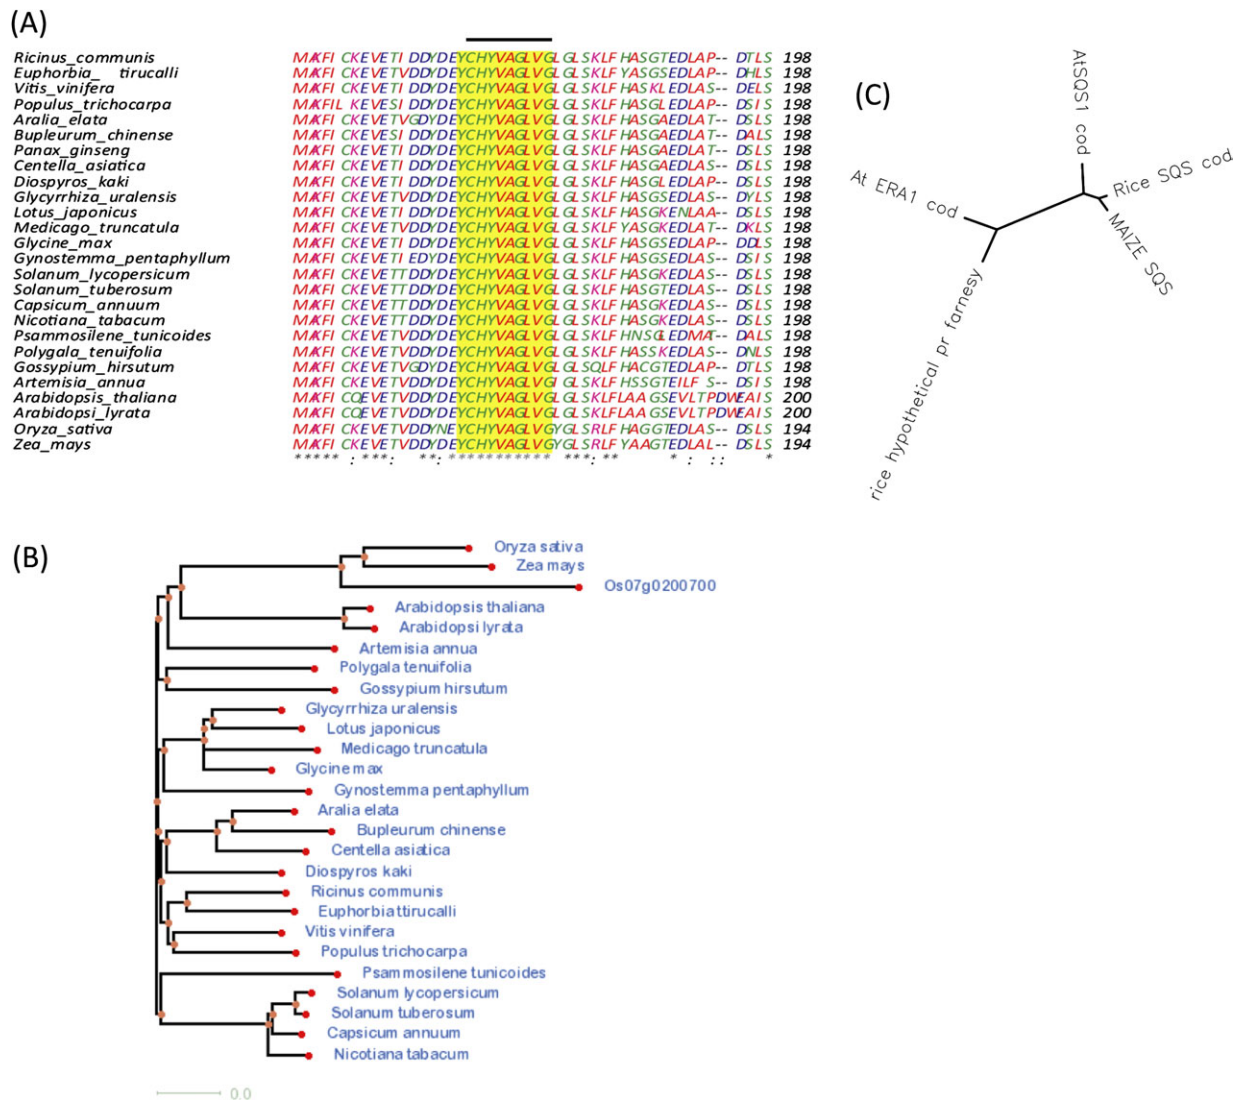 (A)
Ricinus_communis MAKFI CKEVETI DDYDEYCHYVAGLVGLGLSKLF HASGTEDLAP-- DTLS 198
Euphorbia_ tirucalli MAKFI CKEVETVDDYDEYCHYVAGLVGLGLSKLF YASGSEDLAP-- DHLS 198
Vitis_vinifera MAKFI CKEVETI DDYDEYCHYVAGLVGLGLSKLF HASKLEDLAS-- DELS 198
Populus_trichocarpa MAKFIL KEVESI DDYDEYCHYVAGLVGLGLSKLF HASGLEDLAP-- DSIS 198
Aralia_elata MAKFI CKEVETVGDYDEYCHYVAGLVGLGLSKLF HASGAEDLAT-- DSLS 198
Bupleurum_chinense MAKFI CKEVESI DDYDEYCHYVAGLVGLGLSKLF HASGAEDLAT-- DALS 198
Panax_ginseng MAKFI CKEVETI DDYDEYCHYVAGLVGLGLSKLF HASGAEDLAT-- DSLS 198
Centella_asiatica MAKFI CKEVETI DDYDEYCHYVAGLVGLGLSKLF HASGAEDLAS-- DSLS 198
Diospyros_kaki MAKFI CKEVETI DDYDEYCHYVAGLVGLGLSKLF HASGLEDLAP-- DSLS 198
Glycyrrhiza_uralensis MAKFI CKEVETVDDYDEYCHYVAGLVGLGLSKLF HASGSEDLAS-- DYLS 198
Lotus_japonicus MAKFI CKEVETIDDYDEYCHYVAGLVGLGLSKLF HASGKENLAA-- DSLS 198
Medicago_truncatula MAKFI CKEVETVDDYDEYCHYVAGLVGLGLSKLF YASGKEDLAT-- DKLS 198
Glycine_max MAKFI CKEVETI DDYDEYCHYVAGLVGLGLSKLF HASGSEDLAP-- DDLS 198
Gynostemma_pentaphyllum MAKFI CKEVETI EDYDEYCHYVAGLVGLGLSKLF HASGSEDLAS-- DSLS 198
Solanum_lycopersicum MAKFI CKEVETTDDYDEYCHYVAGLVGLGLSKLF HASGKEDLAS-- DSLS 198
Solanum_tuberosum MAKFI CKEVETTDDYDEYCHYVAGLVGLGLSKLF HASGTEDLAS-- DSLS 198
Capsicum_annuum MAKFI CKEVETTDDYDEYCHYVAGLVGLGLSKLF HASGKEDLAS-- DSLS 198
Nicotiana_tabacum MAKFI CKEVETTDDYDEYCHYVAGLVGLGLSKLF HASGKEDLAS-- DSLS 198
Psammosilene_tunicoides MAKFI CKEVETVDDYDEYCHYVAGLVGLGLSKLF HNSGLEDMAT-- DALS 198
Polygala_tenuifolia MAKFI CKEVETVDDYDEYCHYVAGLVGLGLSKLF HASSKEDLAS-- DNLS 198
Gossypium_hirsutum MAKFI CKEVETVGDYDEYCHYVAGLVGLGLSQLF HACGTEDLAP-- DTLS 198
Artemisia_annua MAKFI CKEVETVDDYDEYCHYVAGLVGIGLSKLF HSSGTEILF S-- DSIS 198
Arabidopsis_thaliana MAKFI CQEVETVDDYDEYCHYVAGLVGLGLSKLFLAAGSEVLTPDWEAIS 200
Arabidopsi_lyrata MAKFI CQEVETVDDYDEYCHYVAGLVGLGLSKLFLAAGSEVLTPDWEAIS 200
Oryza_sativa MAKFI CKEVETVDDYNEYCHYVAGLVGYGLSRLF HAGGTEDLAS-- DSLS 194
Zea_mays MAKFI CKEVETVDDYDEYCHYVAGLVGYGLSRLF YAAGTEDLAL-- DSLS 194
***** :***: **:********** ***:** * : :: *
(C)
AtSQS1 cod
Rice SQS cod
MAIZE SQS
At ERA1 cod
rice hypothetical pr farnesy
(B)
Oryza sativa
Zea mays
Os07g0200700
Arabidopsis thaliana
Arabidopsi lyrata
Artemisia annua
Polygala tenuifolia
Gossypium hirsutum
Glycyrrhiza uralensis
Lotus japonicus
Medicago truncatula
Glycine max
Gynostemma pentaphyllum
Aralia elata
Bupleurum chinense
Centella asiatica
Diospyros kaki
Ricinus communis
Euphorbiattirucalli
Vitis vinifera
Populus trichocarpa
Psammosilene tunicoides
Solanum lycopersicum
Solanum tuberosum
Capsicum annuum
Nicotiana tabacum
0.0